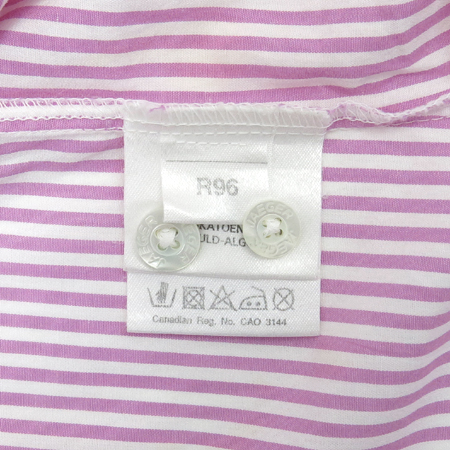 R96
KATOEN
ULD-ALG
Canadian Reg. No. CAO 3144